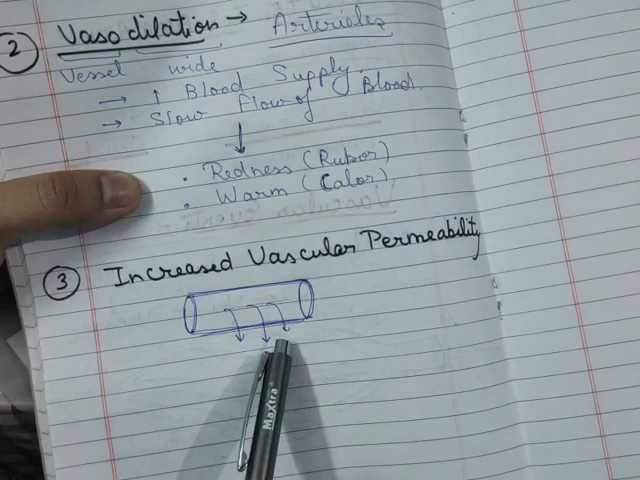 2 Vasodilation → Arterioles
Vessel wide
→ ↑ Blood Supply
→ Slow Flow of Blood.
↓
• Redness (Rubor)
• Warm (Calor)
3 Increased Vascular Permeability
Maxtra